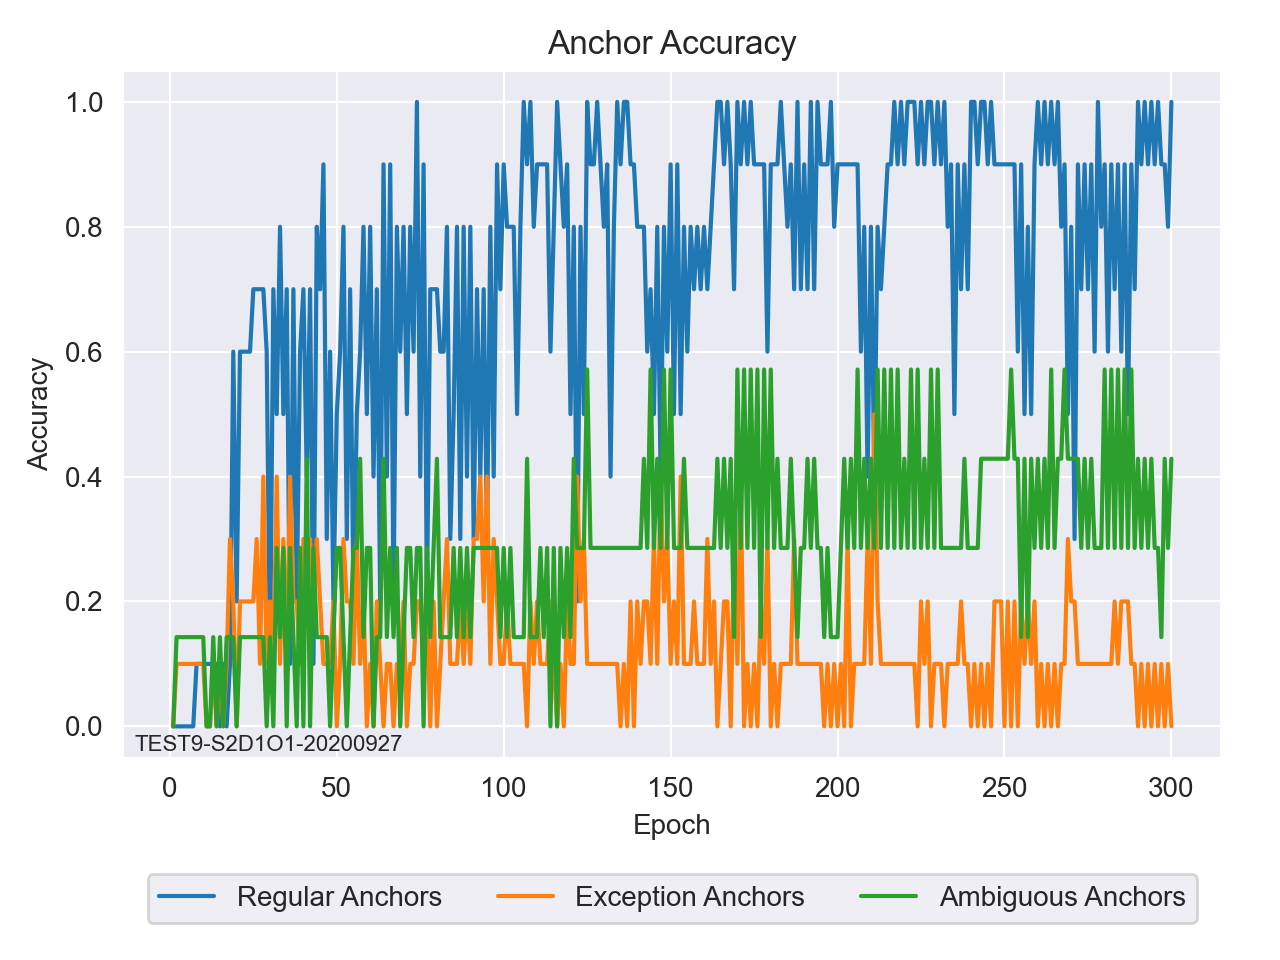 Anchor Accuracy
1.0
0.8
0.6
0.4
0.2
0.0
Accuracy
TEST9-S2D1O1-20200927
0 50 100 150 200 250 300
Epoch
Regular Anchors Exception Anchors Ambiguous Anchors